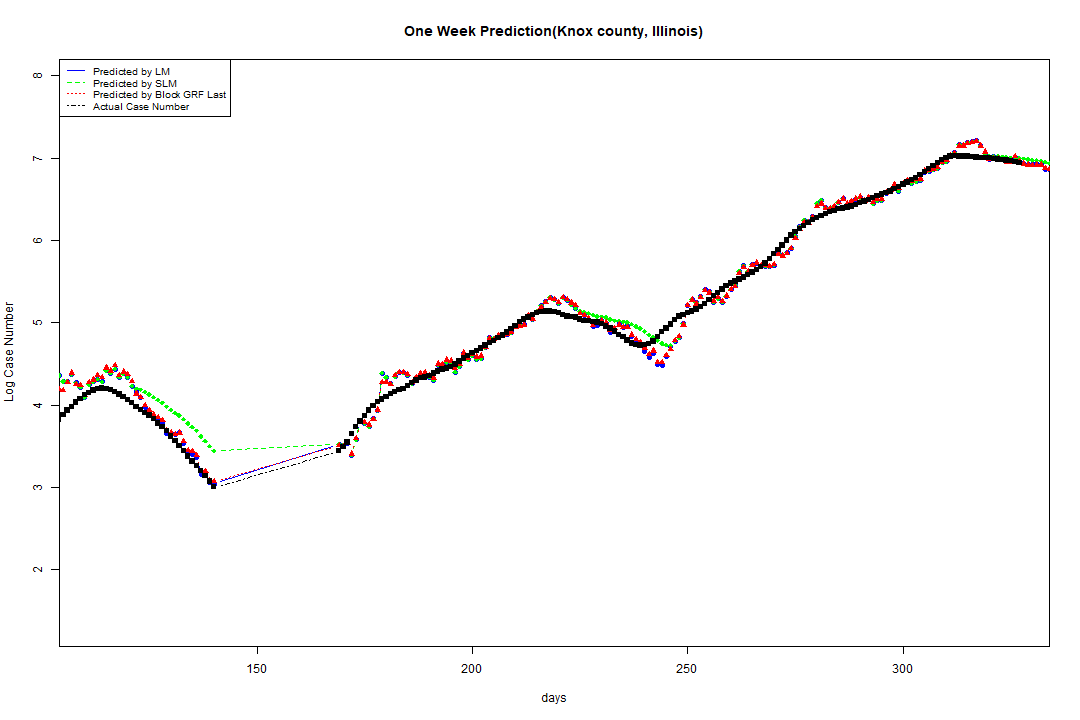 One Week Prediction(Knox county, Illinois)
Predicted by LM
Predicted by SLM
Predicted by Block GRF Last
Actual Case Number
8
7
6
5
4
3
2
Log Case Number
150 200 250 300
days